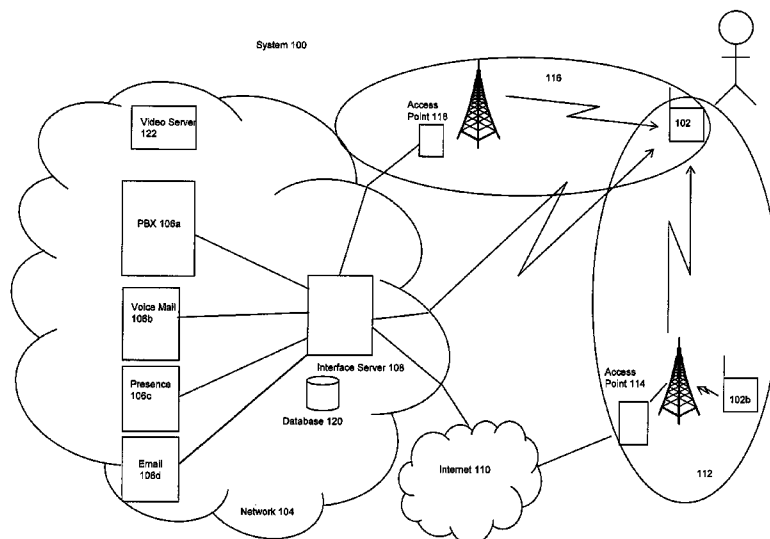 System 100
116
Access
Point 118
102
Video Server
122
PBX 106a
Voice Mail
106b
Interface Server 108
Presence
106c
Access
Point 114
102b
Database 120
Email
106d
Internet 110
112
Network 104